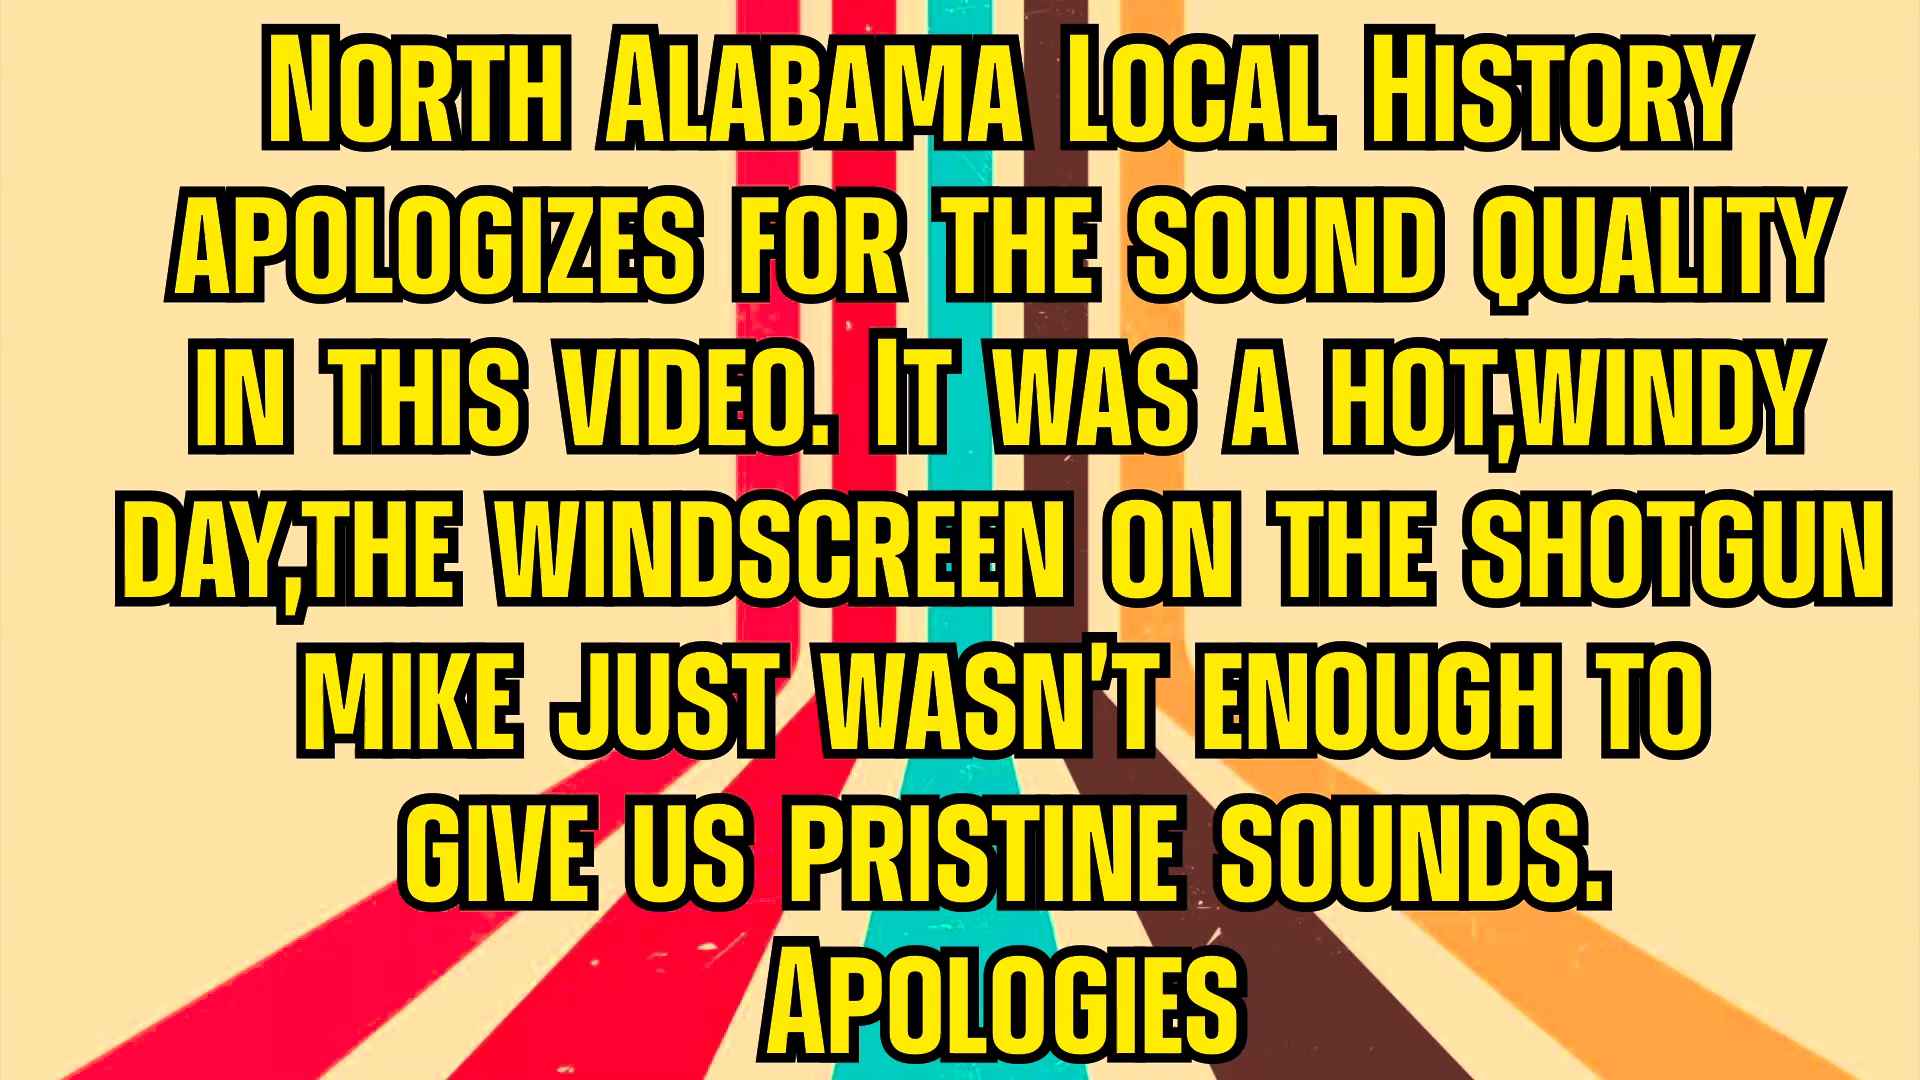 North Alabama Local History
apologizes for the sound quality
in this video. It was a hot,windy
day,the windscreen on the shotgun
mike just wasn't enough to
give us pristine sounds.
Apologies